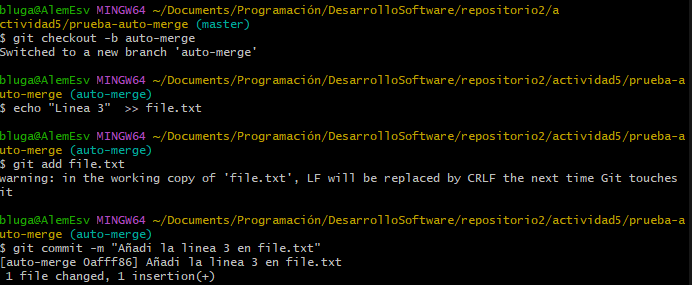 bluga@AlemEsv MINGW64 ~/Documents/Programación/DesarrolloSoftware/repositorio2/a
actividad5/prueba-auto-merge (master)
$ git checkout -b auto-merge
Switched to a new branch 'auto-merge'
bluga@AlemEsv MINGW64 ~/Documents/Programación/DesarrolloSoftware/repositorio2/actividad5/prueba-a
uto-merge (auto-merge)
$ echo "Linea 3"  >> file.txt
bluga@AlemEsv MINGW64 ~/Documents/Programación/DesarrolloSoftware/repositorio2/actividad5/prueba-a
uto-merge (auto-merge)
$ git add file.txt
warning: in the working copy of 'file.txt', LF will be replaced by CRLF the next time Git touches
it
bluga@AlemEsv MINGW64 ~/Documents/Programación/DesarrolloSoftware/repositorio2/actividad5/prueba-a
uto-merge (auto-merge)
$ git commit -m "Añadi la linea 3 en file.txt"
[auto-merge 0afff86] Añadi la linea 3 en file.txt
 1 file changed, 1 insertion(+)